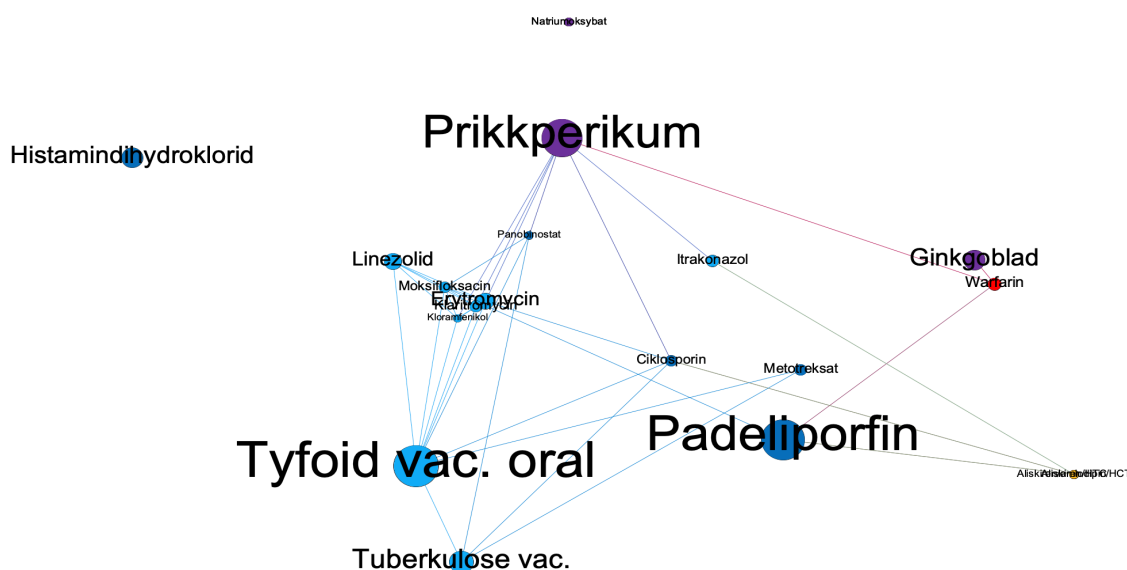 Natriumoksybat
Prikkperikum
Histamindihydroklorid
Panobinostat
Linezolid
Itrakonazol
Ginkgoblad
Moksifloksacin
Warfarin
Erytromycin
Klaritromycin
Kloramfenikol
Ciklosporin
Metotreksat
Padeliporfin
Tyfoid vac. oral
Tuberkulose vac.